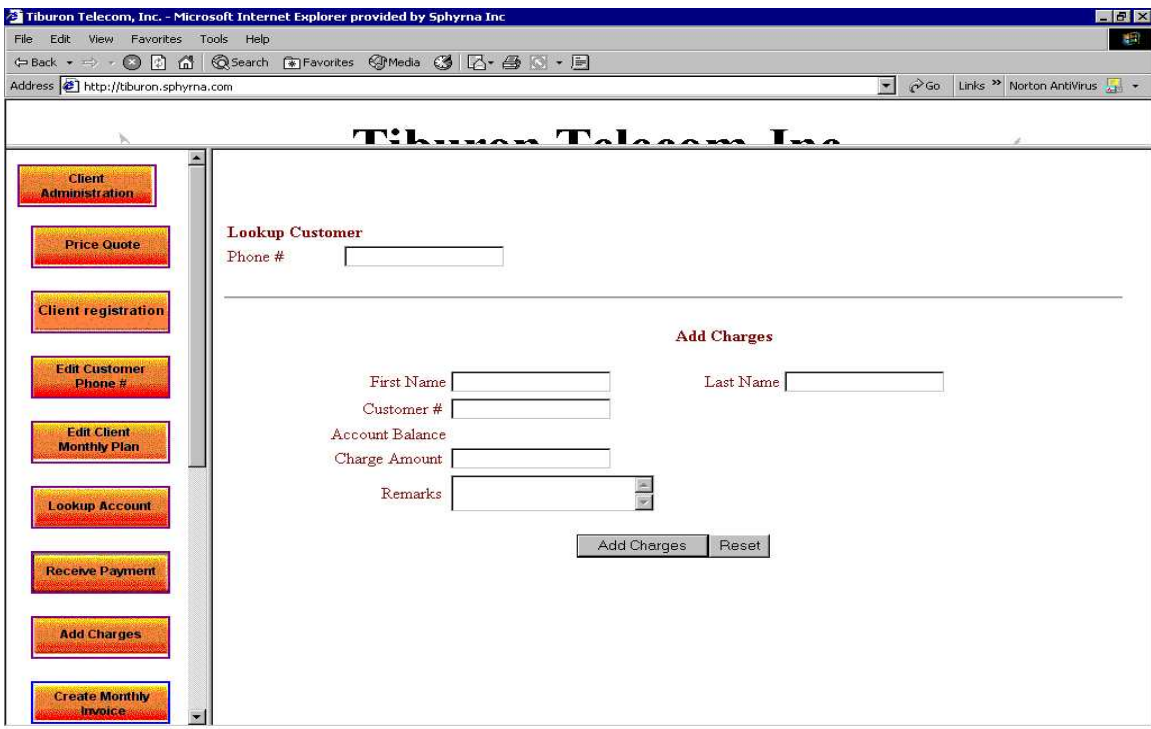 Tiburon Telecom, Inc. - Microsoft Internet Explorer provided by Sphyrna Inc
File Edit View Favorites Tools Help
Back Search Favorites Media
Address http://tiburon.sphyrna.com Go Links » Norton AntiVirus
Tiburon Telecom Inc
Client
Administration
Price Quote
Client registration
Edit Customer
Phone #
Edit Client
Monthly Plan
Lookup Account
Receive Payment
Add Charges
Create Monthly
Invoice
Lookup Customer
Phone #
Add Charges
First Name Last Name
Customer #
Account Balance
Charge Amount
Remarks
Add Charges Reset